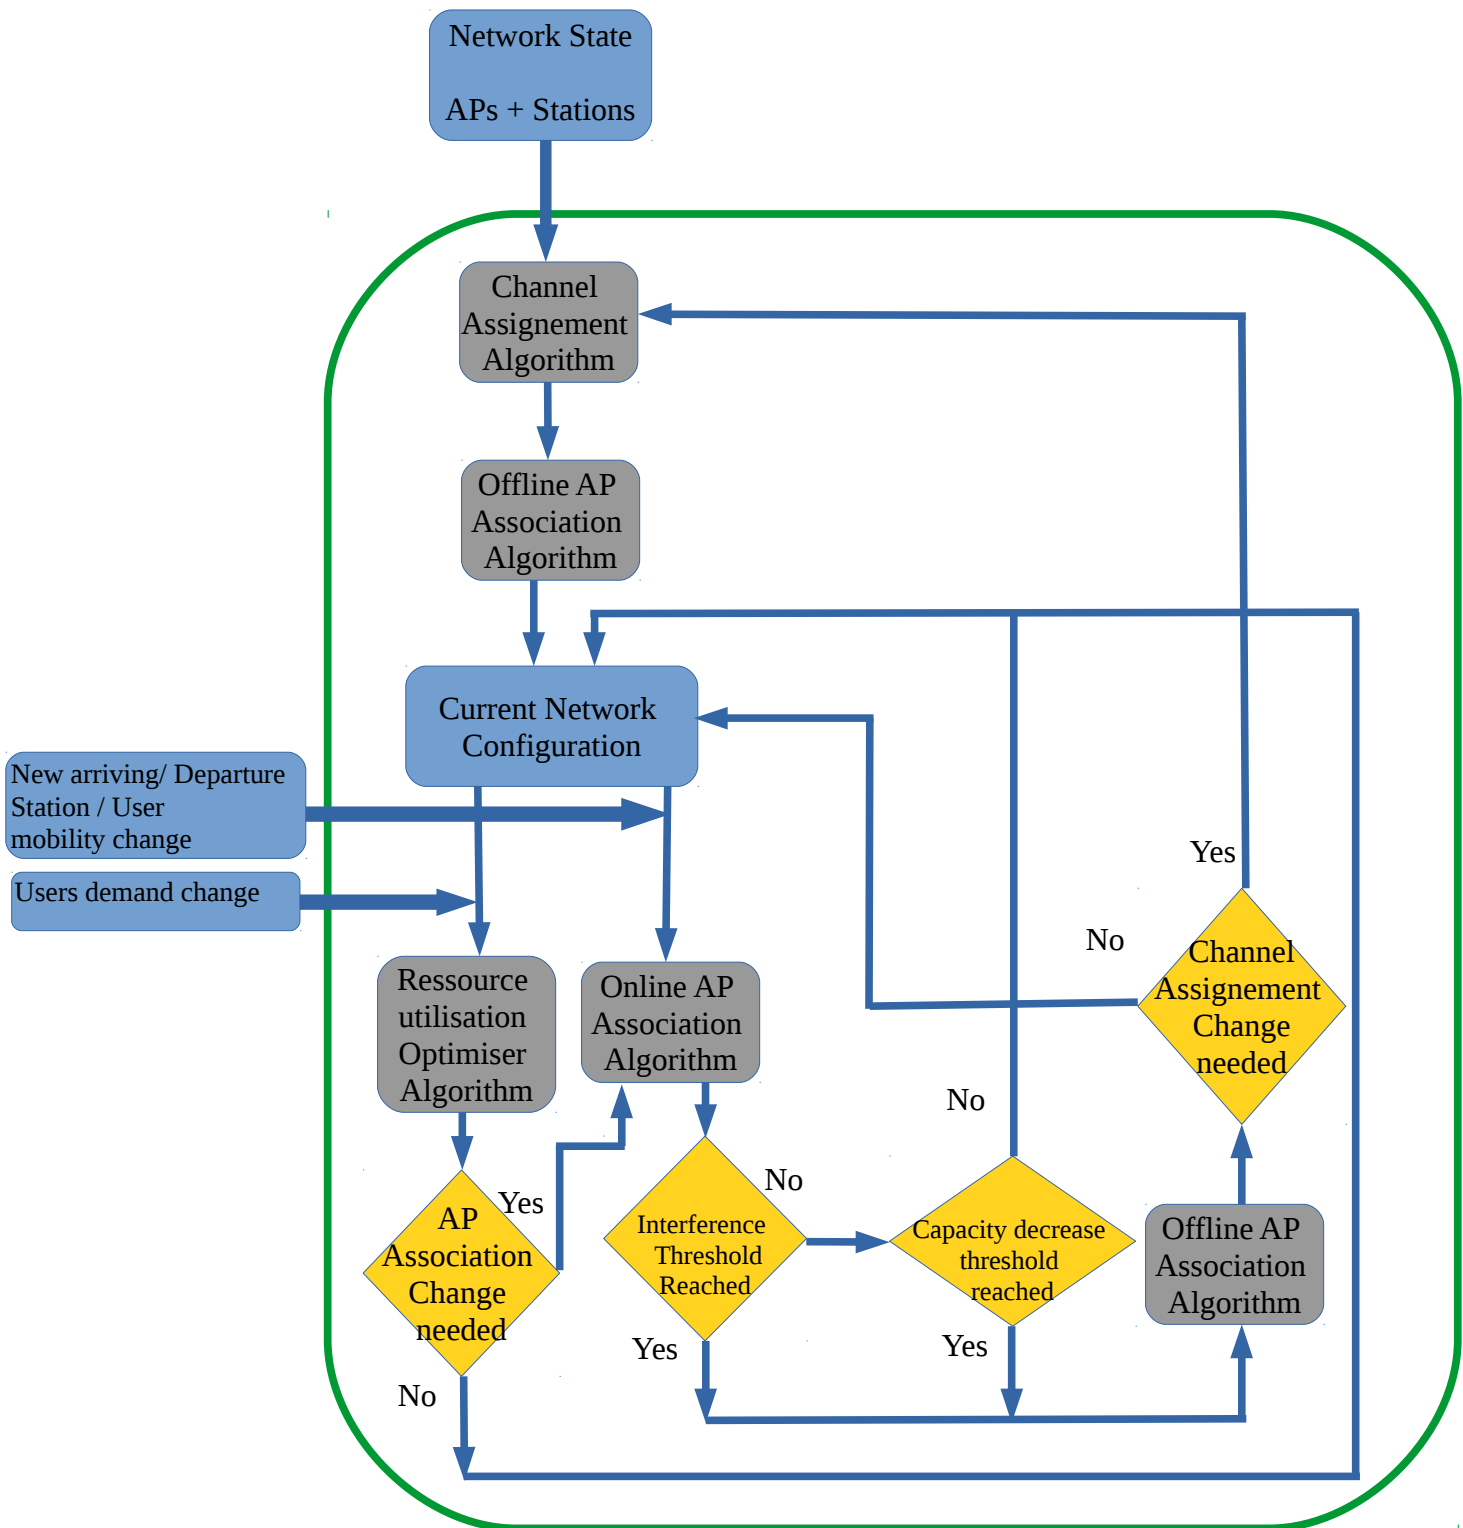 Network State
APs + Stations
Channel
Assignement
Algorithm
Offline AP
Association
Algorithm
Current Network
Configuration
New arriving/ Departure
Station / User
mobility change
Users demand change
Ressource
utilisation
Optimiser
Algorithm
Online AP
Association
Algorithm
Yes
No
Channel
Assignement
Change
needed
No
AP
Association
Change
needed
Yes
No
Interference
Threshold
Reached
No
Yes
Capacity decrease
threshold
reached
Yes
Offline AP
Association
Algorithm